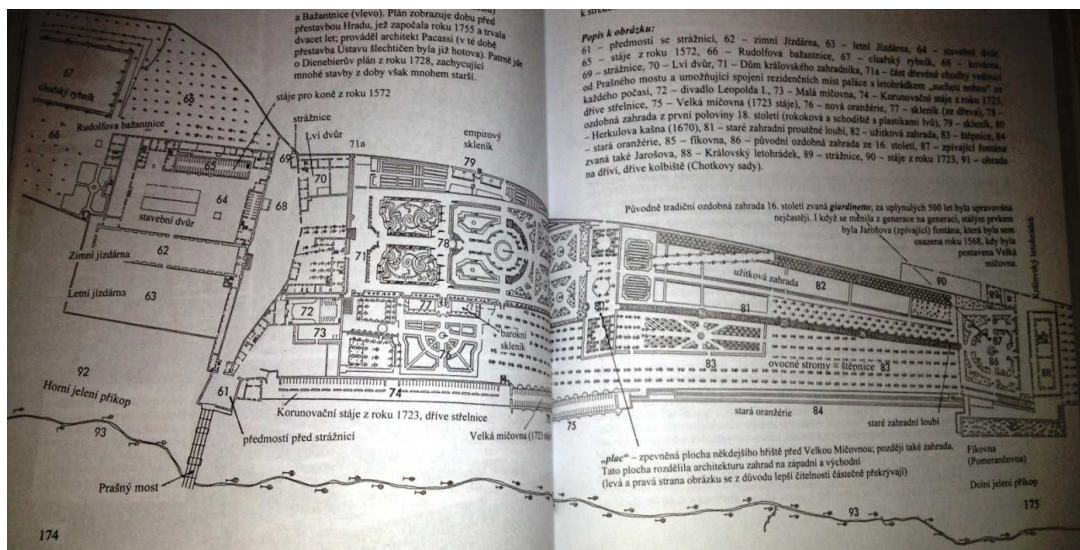 a Bažantnice (vlevo). Plán zobrazuje dobu před
přestavbou Hradu, jež započala roku 1755 a trvala
dvacet let; prováděl architekt Pacassi (v té době
přestavba Ústavu šlechtičen byla již hotova). Patrně jde
o Dienebierův plán z roku 1728, zachycující
mnohé stavby z doby však mnohem starší.
67
císařský rybník
66
66
Rudolfova bažantnice
stáje pro koně z roku 1572
65
64
stavební dvůr
68
Zimní jízdárna
62
Letní jízdárna
63
strážnice
Lví dvůr
69
70
71a
empírový
skleník
79
78
71
72
73
77
barokní
skleník
76
74
61
Korunovační stáje z roku 1723, dříve střelnice
Velká míčovna (1723
předmostí před strážnicí
92
Horní jelení příkop
93
Prašný most
174
Popis k obrázku:
61 – předmostí se strážnicí, 62 – zimní Jízdárna, 63 – letní Jízdárna, 64 – stavební dvůr,
65 – stáje z roku 1572, 66 – Rudolfova bažantnice, 67 – císařský rybník, 68 – kovárna,
69 – strážnice, 70 – Lví dvůr, 71 – Dům královského zahradníka, 71a – část dřevěné chodby vedoucí
od Prašného mostu a umožňující spojení rezidenčních míst paláce s letohrádkem „suchou nohou" za
každého počasí, 72 – divadlo Leopolda I., 73 – Malá míčovna, 74 – Korunovační stáje z roku 1723,
dříve střelnice, 75 – Velká míčovna (1723 stáje), 76 – nová oranžérie, 77 – skleník (ze dřeva), 78 –
ozdobná zahrada z první poloviny 18. století (rokoková a schodiště s plastikami lvů), 79 – skleník, 80
– Herkulova kašna (1670), 81 – staré zahradní proutěné loubí, 82 – užitková zahrada, 83 – štěpnice, 84
– stará oranžérie, 85 – fíkovna, 86 – původní ozdobná zahrada ze 16. století, 87 – zpívající fontána
zvaná také Jarošova, 88 – Královský letohrádek, 89 – strážnice, 90 – stáje z roku 1723, 91 – ohrada
na dříví, dříve kolbiště (Chotkovy sady).
Původně tradiční ozdobná zahrada 16. století zvaná giardinetto; za uplynulých 500 let byla upravována
nejčastěji. I když se měnila z generace na generaci, stálým prvkem
byla Jarošova (zpívající) fontána, která byla sem
osazena roku 1568, kdy byla
postavena Velká
míčovna.
Královský letohrádek
90
užitková zahrada
82
80
81
87
86
83
ovocné stromy = štěpnice 83
stará oranžérie
84
75
staré zahradní loubí
„plac" – zpevněná plocha někdejšího hřiště před Velkou Míčovnou; později také zahrada.
Tato plocha rozdělila architekturu zahrad na západní a východní
(levá a pravá strana obrázku se z důvodu lepší čitelnosti částečně překrývají)
Fíkovna
(Pomerančovna)
Dolní jelení příkop
93
175